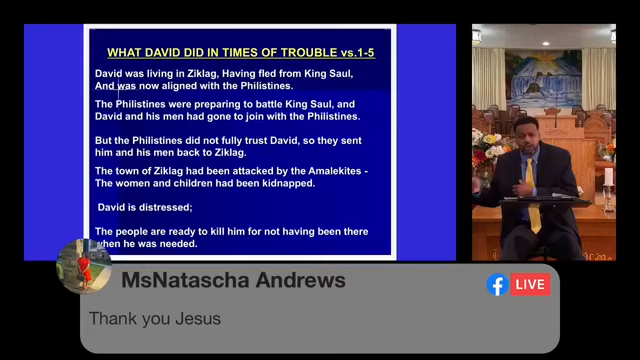 WHAT DAVID DID IN TIMES OF TROUBLE vs.1-5
David was living in Ziklag, Having fled from King Saul,
And was now aligned with the Philistines.
The Philistines were preparing to battle King Saul, and
David and his men had gone to join with the Philistines.
But the Philistines did not fully trust David, so they sent
him and his men back to Ziklag.
The town of Ziklag had been attacked by the Amalekites -
The women and children had been kidnapped.
David is distressed;
The people are ready to kill him for not having been there
when he was needed.
MsNatascha Andrews
LIVE
Thank you Jesus